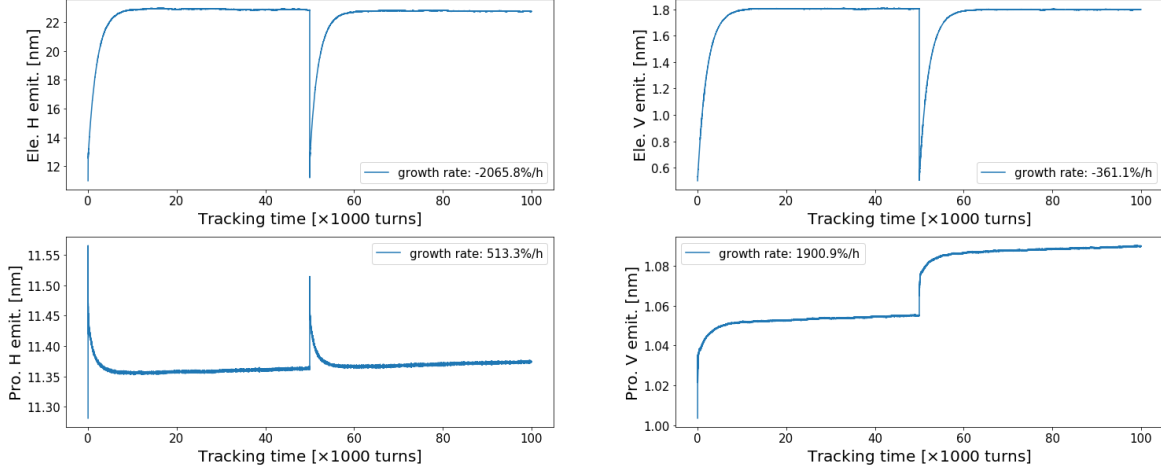 Ele. H emit. [nm]
22
20
18
16
14
12
growth rate: -2065.8%/h
0 20 40 60 80 100
Tracking time [×1000 turns]
Ele. V emit. [nm]
1.8
1.6
1.4
1.2
1.0
0.8
0.6
growth rate: -361.1%/h
0 20 40 60 80 100
Tracking time [×1000 turns]
Pro. H emit. [nm]
11.55
11.50
11.45
11.40
11.35
11.30
growth rate: 513.3%/h
0 20 40 60 80 100
Tracking time [×1000 turns]
Pro. V emit. [nm]
1.08
1.06
1.04
1.02
1.00
growth rate: 1900.9%/h
0 20 40 60 80 100
Tracking time [×1000 turns]